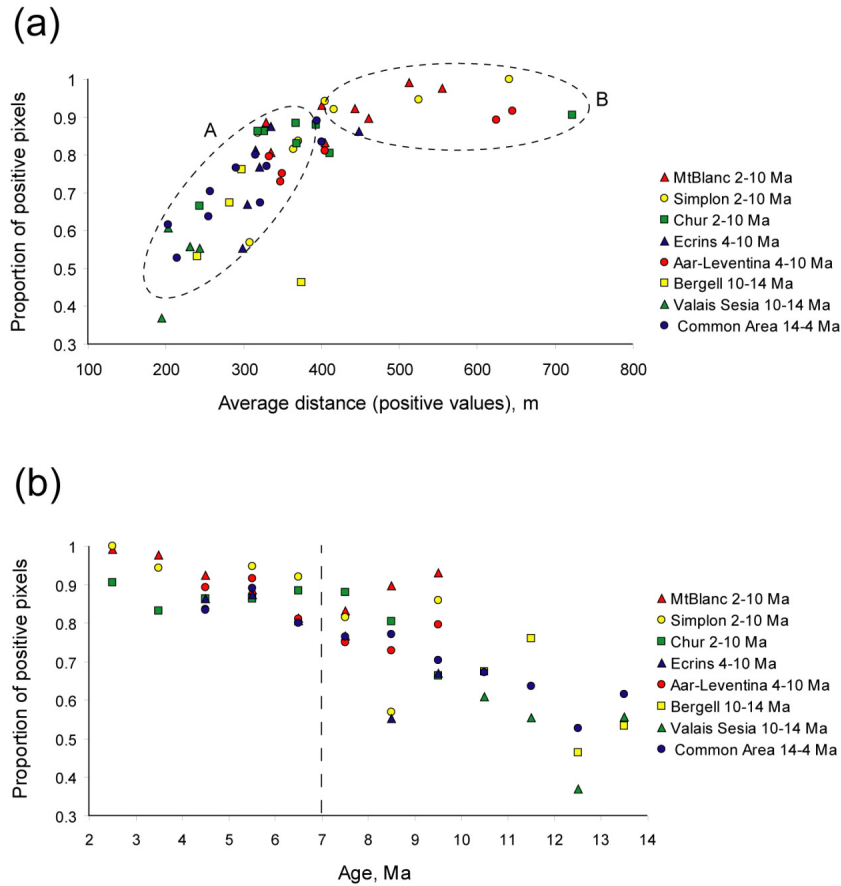 (a)
1
0.9
0.8
0.7
0.6
0.5
0.4
0.3
Proportion of positive pixels
A
B
100 200 300 400 500 600 700 800
Average distance (positive values), m
MtBlanc 2-10 Ma
Simplon 2-10 Ma
Chur 2-10 Ma
Ecrins 4-10 Ma
Aar-Leventina 4-10 Ma
Bergell 10-14 Ma
Valais Sesia 10-14 Ma
Common Area 14-4 Ma
(b)
1
0.9
0.8
0.7
0.6
0.5
0.4
0.3
Proportion of positive pixels
2 3 4 5 6 7 8 9 10 11 12 13 14
Age, Ma
MtBlanc 2-10 Ma
Simplon 2-10 Ma
Chur 2-10 Ma
Ecrins 4-10 Ma
Aar-Leventina 4-10 Ma
Bergell 10-14 Ma
Valais Sesia 10-14 Ma
Common Area 14-4 Ma